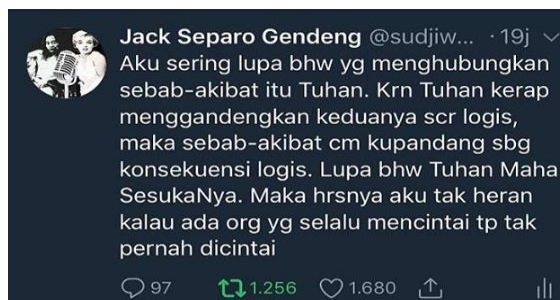 Jack Separo Gendeng @sudjiw... · 19j
Aku sering lupa bhw yg menghubungkan
sebab-akibat itu Tuhan. Krn Tuhan kerap
menggandengkan keduanya scr logis,
maka sebab-akibat cm kupandang sbg
konsekuensi logis. Lupa bhw Tuhan Maha
SesukaNya. Maka hrsnya aku tak heran
kalau ada org yg selalu mencintai tp tak
pernah dicintai
97 1.256 1.680